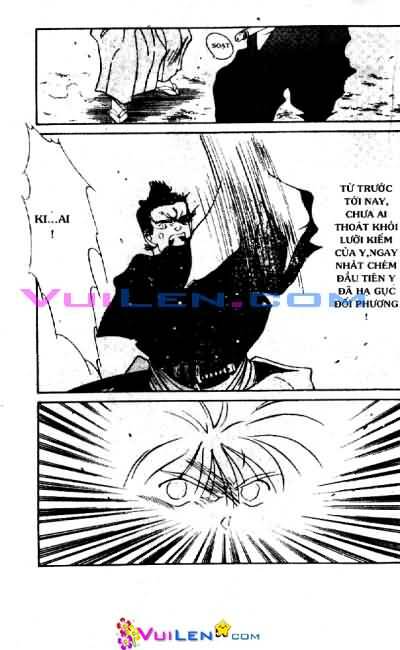 SOẠT
KI...AI
!
TỪ TRƯỚC
TỚI NAY,
CHƯA AI
THOÁT KHỎI
LƯỠI KIẾM
CỦA Y,NGAY
NHÁT CHÉM
ĐẦU TIÊN Y
ĐÃ HẠ GỤC
ĐỐI PHƯƠNG
!
VUILEN.COM
VUILEN.COM